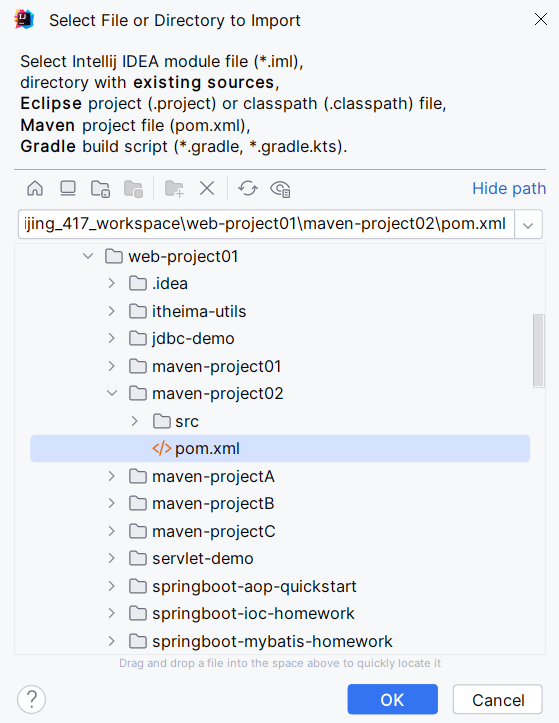 Select File or Directory to Import
Select Intellij IDEA module file (*.iml),
directory with existing sources,
Eclipse project (.project) or classpath (.classpath) file,
Maven project file (pom.xml),
Gradle build script (*.gradle, *.gradle.kts).
Hide path
ijing_417_workspace\web-project01\maven-project02\pom.xml
web-project01
.idea
itheima-utils
jdbc-demo
maven-project01
maven-project02
src
</> pom.xml
maven-projectA
maven-projectB
maven-projectC
servlet-demo
springboot-aop-quickstart
springboot-ioc-homework
springboot-mybatis-homework
Drag and drop a file into the space above to quickly locate it
? OK Cancel